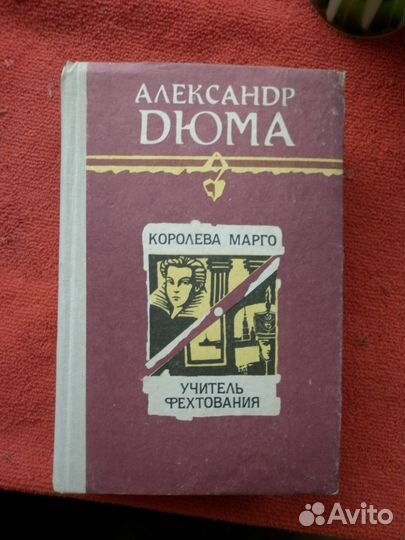 АЛЕКСАНДР
ДЮМА
КОРОЛЕВА МАРГО
УЧИТЕЛЬ
ФЕХТОВАНИЯ
Avito